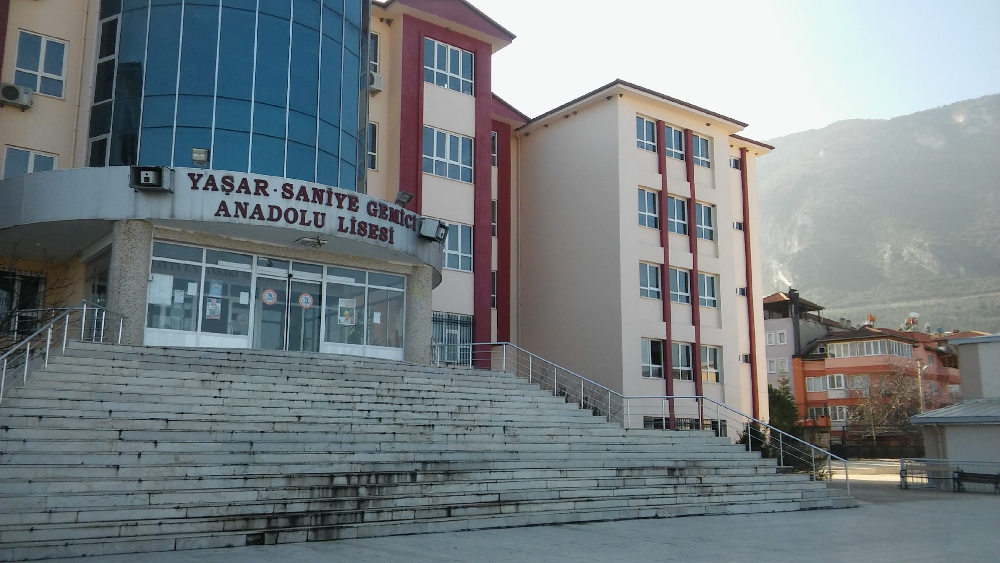 YAŞAR - SANİYE GEMİCİ
ANADOLU LİSESİ